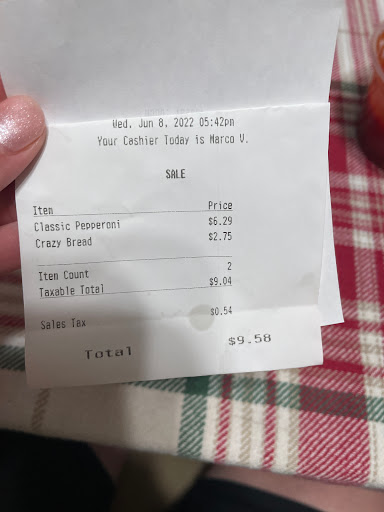 Wed, Jun 8, 2022 05:42pm
Your Cashier Today is Marco V.
SALE
Item Price
Classic Pepperoni $6.29
Crazy Bread $2.75
Item Count 2
Taxable Total $9.04
Sales Tax $0.54
Total $9.58